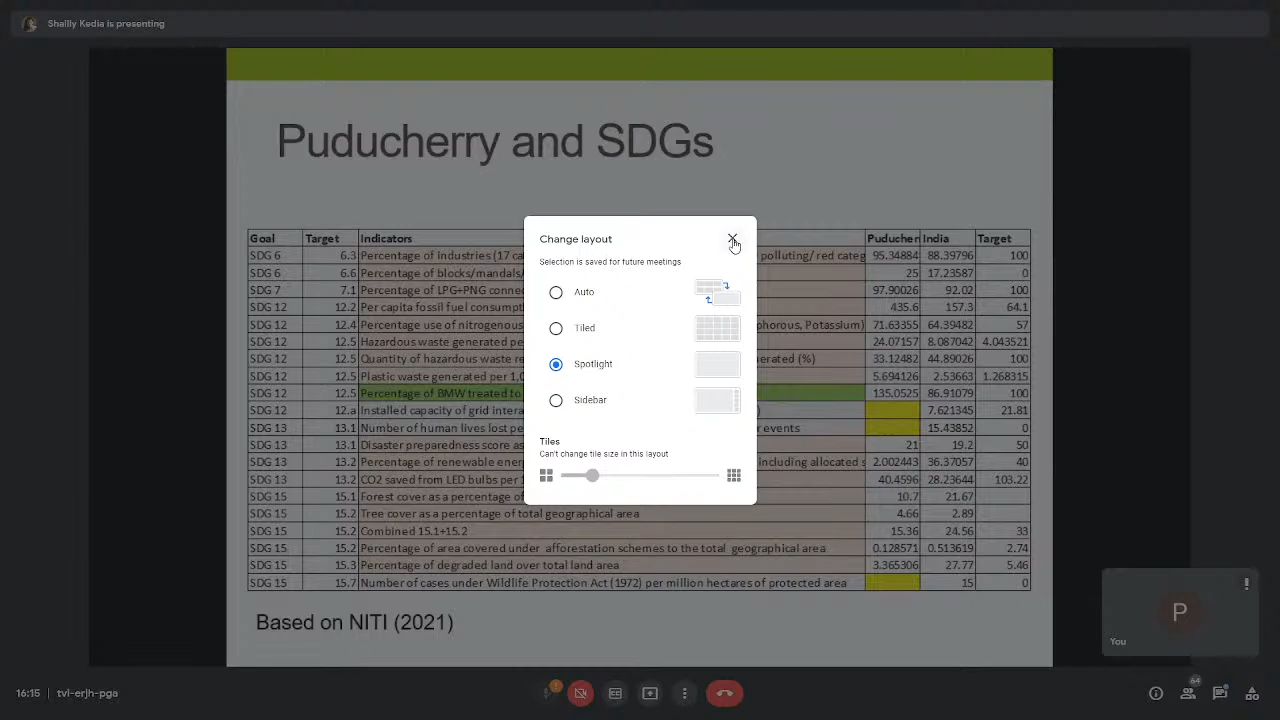 Shailly Kedia is presenting
Puducherry and SDGs
Change layout
Selection is saved for future meetings
Auto
Tiled
Spotlight
Sidebar
Tiles
Can't change tile size in this layout
Goal Target Indicators Puducher India Target
SDG 6 6.3 Percentage of industries (17 ca polluting/ red categ 95.34884 88.39796 100
SDG 6 6.6 Percentage of blocks/mandals/ 25 17.23587 0
SDG 7 7.1 Percentage of LPG+PNG conne 97.90026 92.02 100
SDG 12 12.2 Per capita fossil fuel consumpt 435.6 157.3 64.1
SDG 12 12.4 Percentage use of nitrogenous phorous, Potassium) 71.63355 64.39482 57
SDG 12 12.5 Hazardous waste generated pe 24.07157 8.087042 4.043521
SDG 12 12.5 Quantity of hazardous waste re erated (%) 33.12482 44.89026 100
SDG 12 12.5 Plastic waste generated per 1,0 5.694126 2.53663 1.268315
SDG 12 12.5 Percentage of BMW treated to 135.0525 86.91079 100
SDG 12 12.a Installed capacity of grid intera ) 7.621345 21.81
SDG 13 13.1 Number of human lives lost pe events 15.43852 0
SDG 13 13.1 Disaster preparedness score as 21 19.2 50
SDG 13 13.2 Percentage of renewable ener including allocated s 2.002443 36.37057 40
SDG 13 13.2 CO2 saved from LED bulbs per 1 40.4596 28.23644 103.22
SDG 15 15.1 Forest cover as a percentage of 10.7 21.67
SDG 15 15.2 Tree cover as a percentage of total geographical area 4.66 2.89
SDG 15 15.2 Combined 15.1+15.2 15.36 24.56 33
SDG 15 15.2 Percentage of area covered under afforestation schemes to the total geographical area 0.128571 0.513619 2.74
SDG 15 15.3 Percentage of degraded land over total land area 3.365306 27.77 5.46
SDG 15 15.7 Number of cases under Wildlife Protection Act (1972) per million hectares of protected area 15 0
Based on NITI (2021)
P
You
16:15 | tvl-erjh-pga
64